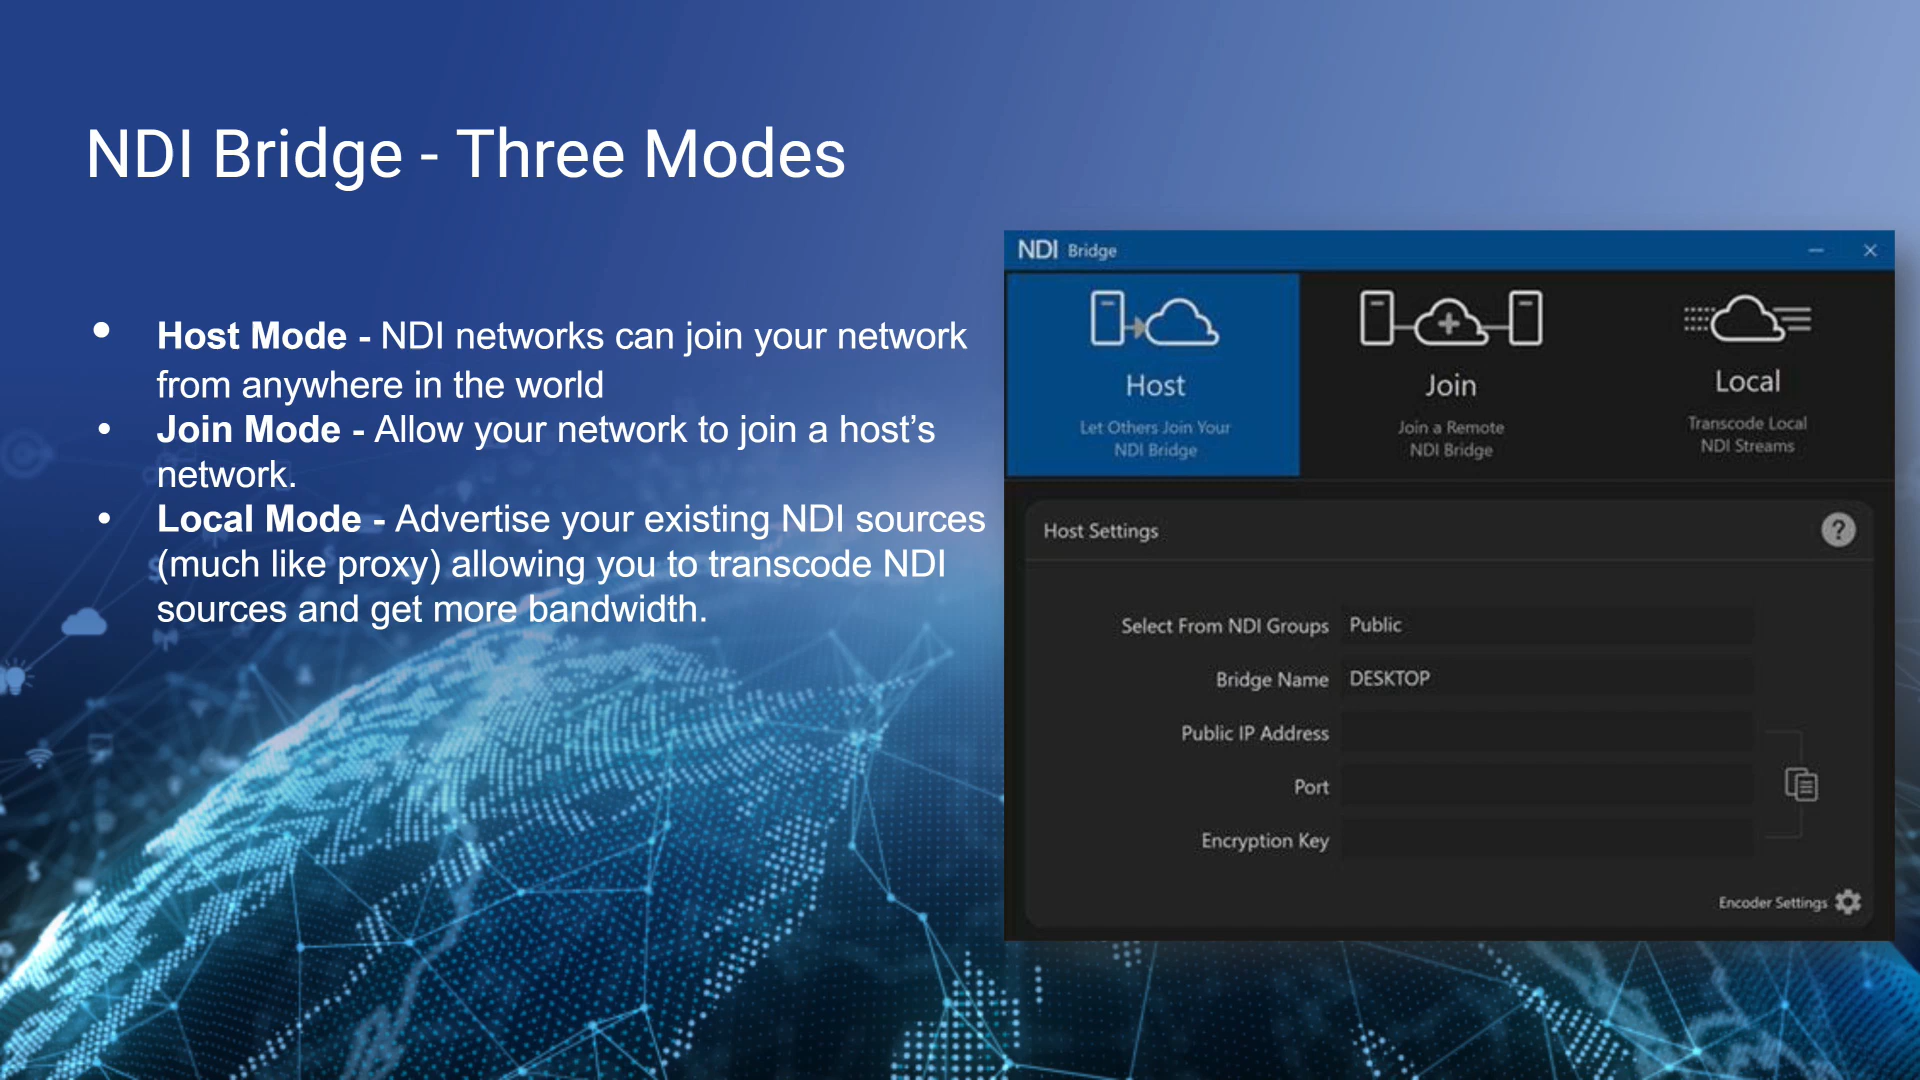 NDI Bridge - Three Modes
• Host Mode - NDI networks can join your network
from anywhere in the world
• Join Mode - Allow your network to join a host’s
network.
• Local Mode - Advertise your existing NDI sources
(much like proxy) allowing you to transcode NDI
sources and get more bandwidth.
NDI Bridge
Host
Let Others Join Your
NDI Bridge
Join
Join a Remote
NDI Bridge
Local
Transcode Local
NDI Streams
Host Settings
?
Select From NDI Groups Public
Bridge Name DESKTOP
Public IP Address
Port
Encryption Key
Encoder Settings